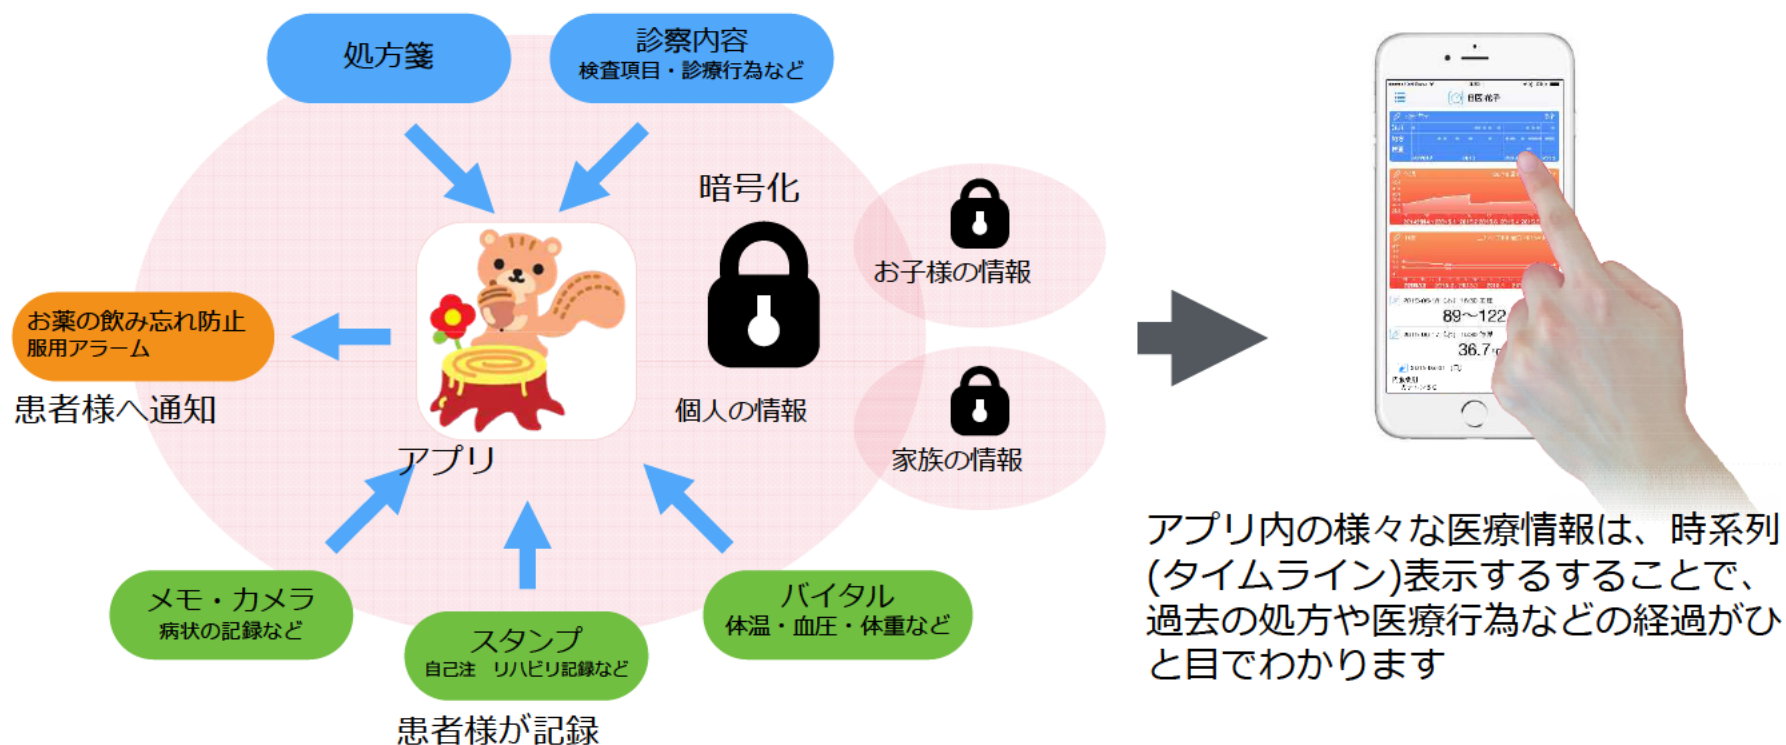 処方箋
診察内容
検査項目・診療行為など
暗号化
お子様の情報
お薬の飲み忘れ防止
服用アラーム
患者様へ通知
個人の情報
アプリ
家族の情報
メモ・カメラ
病状の記録など
スタンプ
自己注　リハビリ記録など
バイタル
体温・血圧・体重など
患者様が記録
89～122
36.7
アプリ内の様々な医療情報は、時系列
(タイムライン)表示するすることで、
過去の処方や医療行為などの経過がひ
と目でわかります